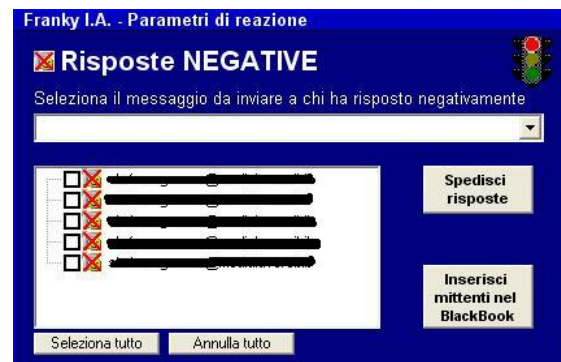 Franky I.A. - Parametri di reazione
Risposte NEGATIVE
Seleziona il messaggio da inviare a chi ha risposto negativamente
Spedisci
risposte
Inserisci
mittenti nel
BlackBook
Seleziona tutto
Annulla tutto